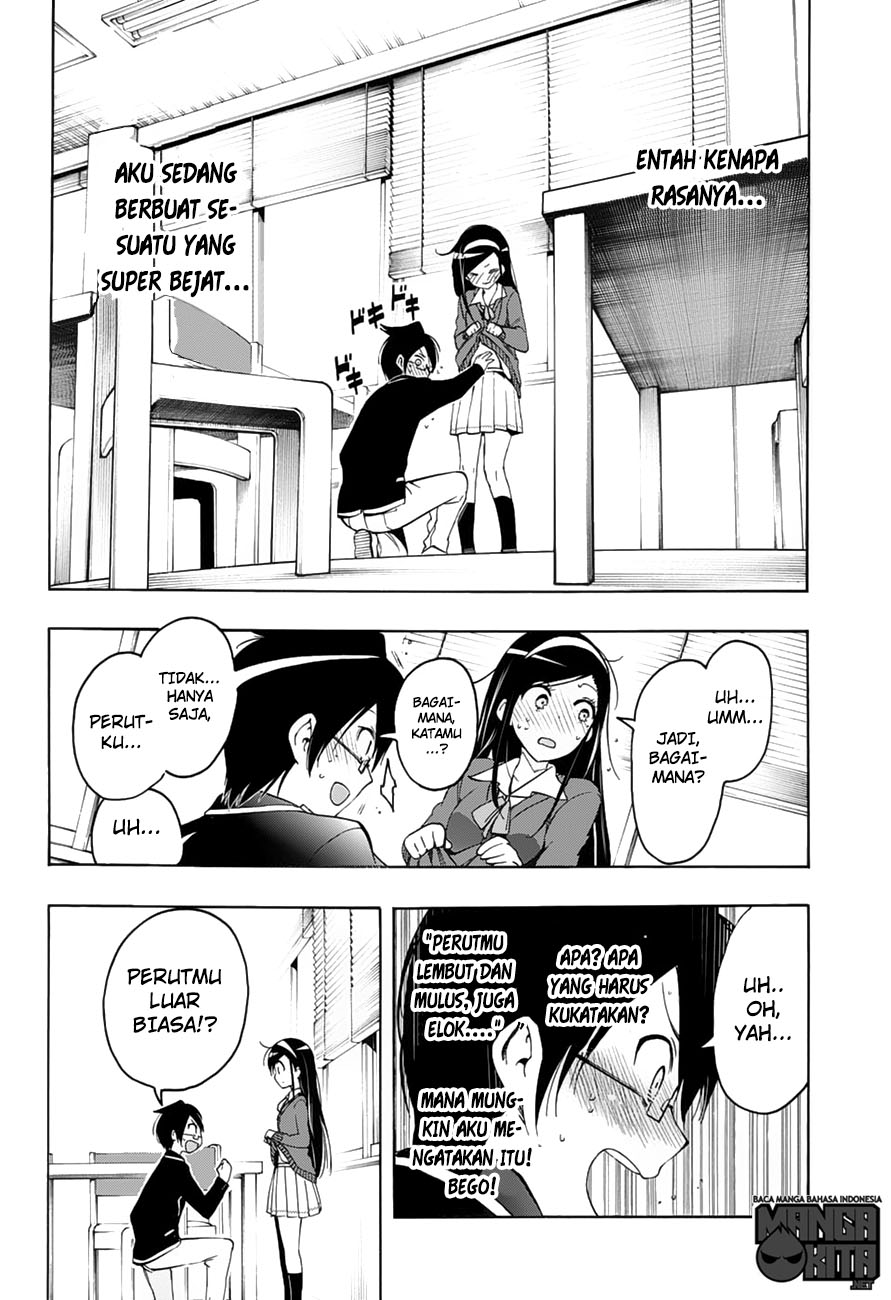 ENTAH KENAPA
RASANYA...
AKU SEDANG
BERBUAT SE-
SUATU YANG
SUPER BEJAT...
ドキ
ドキ
UH...
UMM...
JADI,
BAGAI-
MANA?
BAGAI-
MANA,
KATAMU
...?
TIDAK...
HANYA
SAJA,
PERUT-
KU...
UH...
UH..
OH,
YAH...
APA? APA
YANG HARUS
KUKATAKAN?
"PERUTMU
LEMBUT DAN
MULUS, JUGA
ELOK...."
MANA MUNG-
KIN AKU ME-
NGATAKAN ITU!
BEGO!
PERUTMU
LUAR
BIASA!?
BACA MANGA BAHASA INDONESIA
MANGA
KITA
.NET